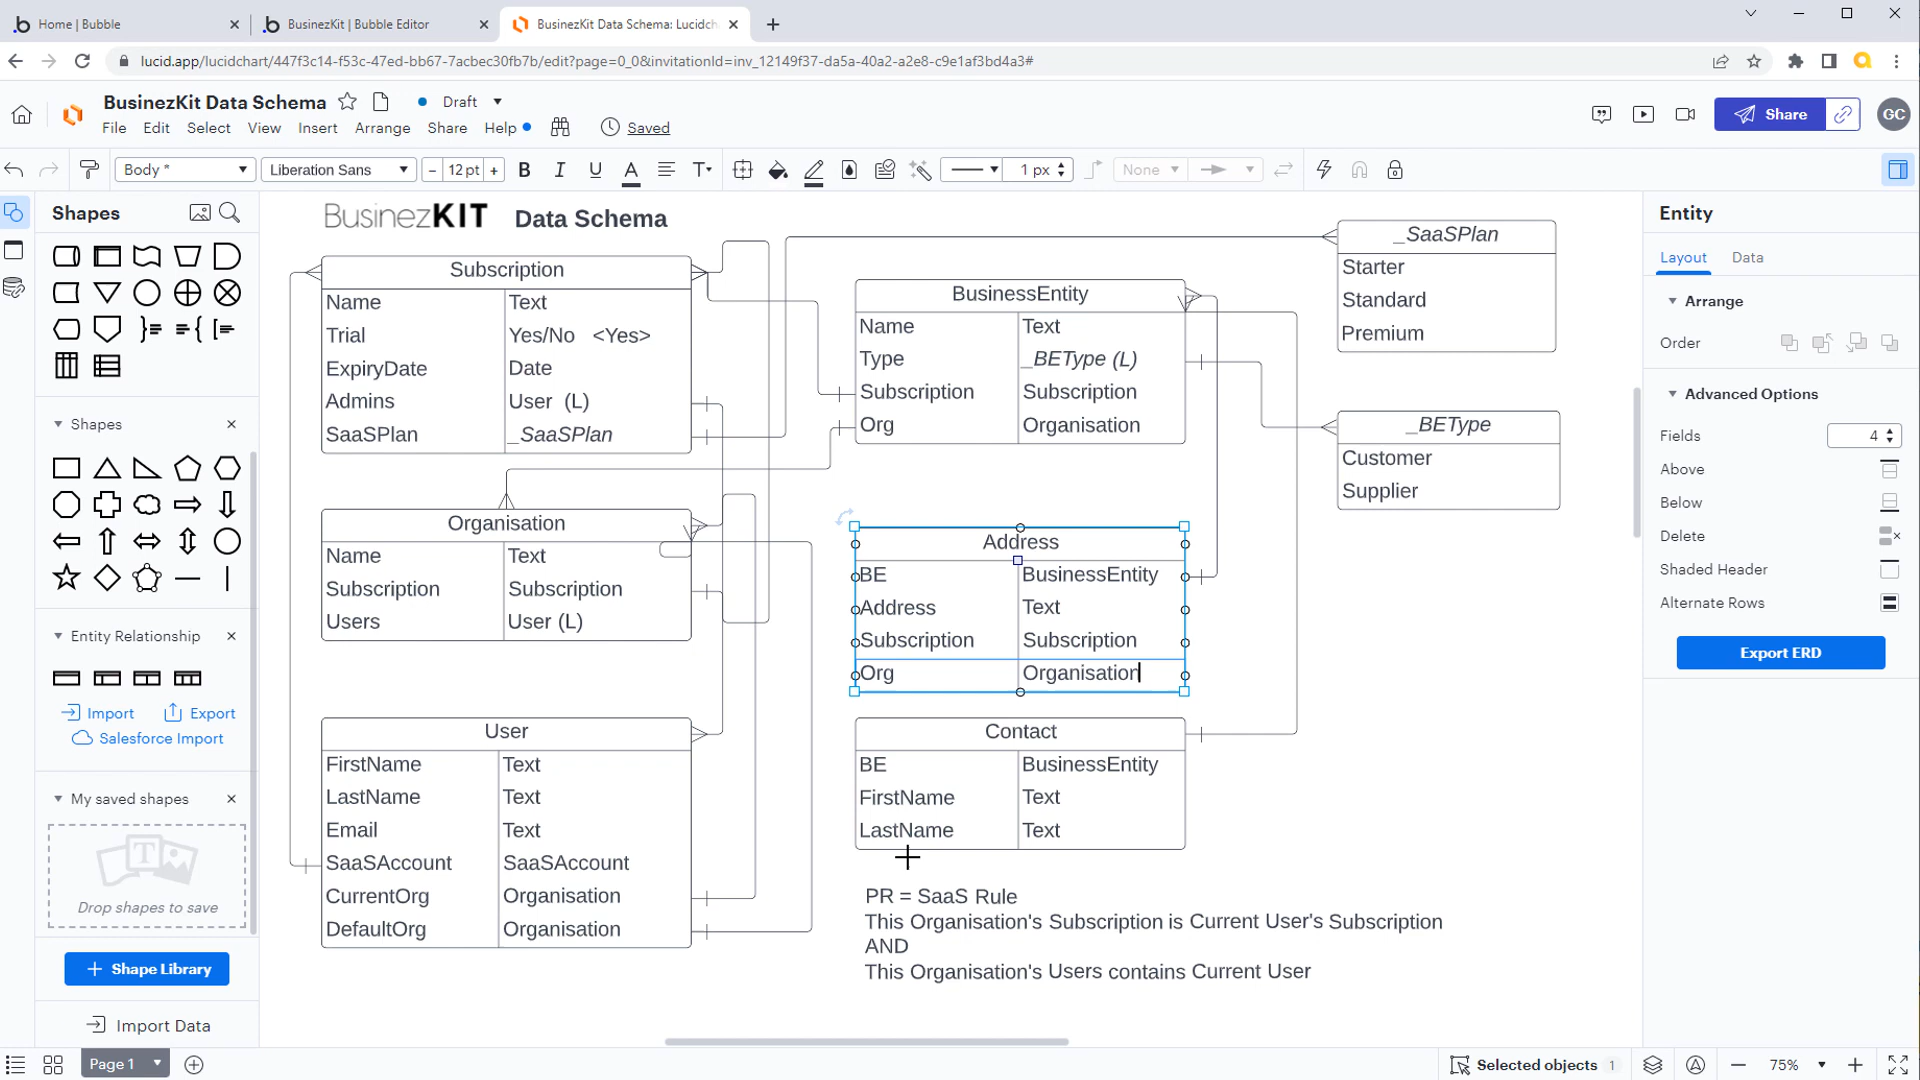 Home | Bubble
BusinezKit | Bubble Editor
BusinezKit Data Schema: Lucidch
lucid.app/lucidchart/447f3c14-f53c-47ed-bb67-7acbec30fb7b/edit?page=0_0&invitationId=inv_12149f37-da5a-40a2-a2e8-c9e1af3bd4a3#
BusinezKit Data Schema
Draft
File Edit Select View Insert Arrange Share Help
Saved
Share
GC
Body *
Liberation Sans
12 pt
1 px
None
Shapes
Shapes
Entity Relationship
Import
Export
Salesforce Import
My saved shapes
Drop shapes to save
+ Shape Library
Import Data
BusinezKIT Data Schema
Subscription
Name Text
Trial Yes/No <Yes>
ExpiryDate Date
Admins User (L)
SaaSPlan _SaaSPlan
Organisation
Name Text
Subscription Subscription
Users User (L)
User
FirstName Text
LastName Text
Email Text
SaaSAccount SaaSAccount
CurrentOrg Organisation
DefaultOrg Organisation
BusinessEntity
Name Text
Type _BEType (L)
Subscription Subscription
Org Organisation
Address
BE BusinessEntity
Address Text
Subscription Subscription
Org Organisation
Contact
BE BusinessEntity
FirstName Text
LastName Text
PR = SaaS Rule
This Organisation's Subscription is Current User's Subscription
AND
This Organisation's Users contains Current User
_SaaSPlan
Starter
Standard
Premium
_BEType
Customer
Supplier
Entity
Layout Data
Arrange
Order
Advanced Options
Fields 4
Above
Below
Delete
Shaded Header
Alternate Rows
Export ERD
Page 1
Selected objects 1
75%